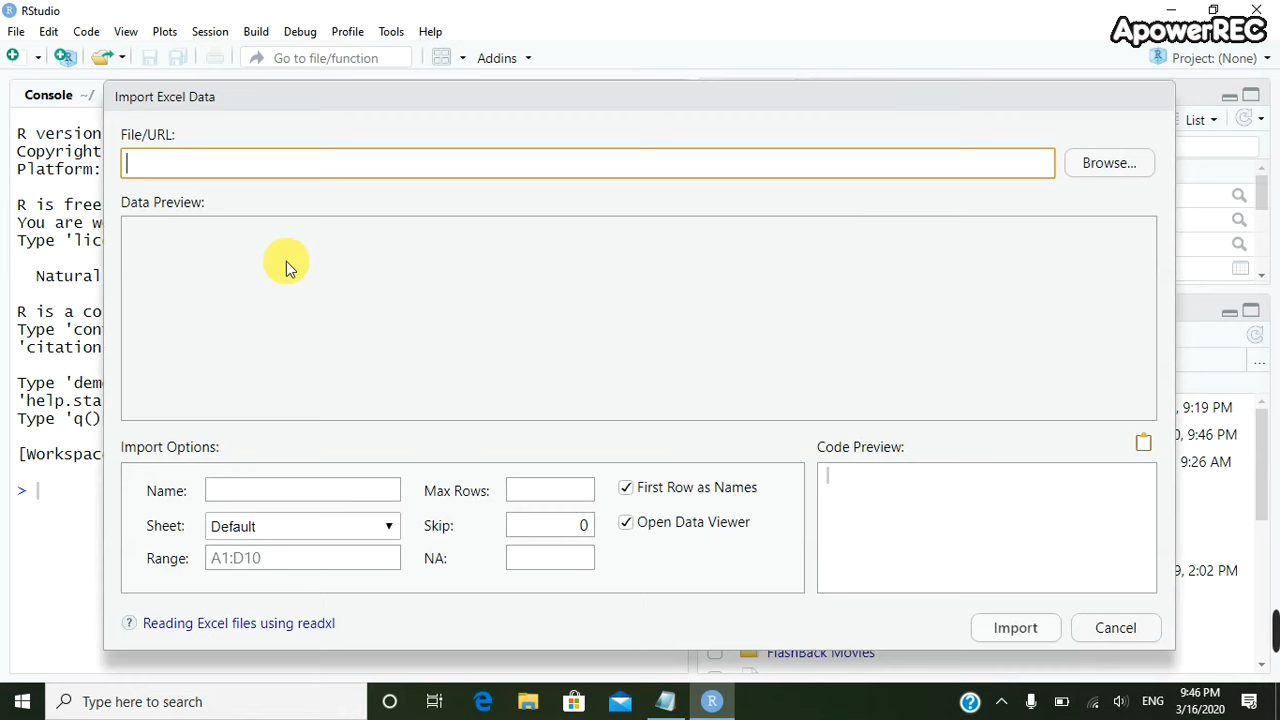 RStudio
File Edit Code View Plots Session Build Debug Profile Tools Help
ApowerREC
Go to file/function Addins Project: (None)
Console ~/
Import Excel Data
List
File/URL:
Browse...
R version
Copyright
Platform:
Data Preview:
R is free
You are
Type
Natural
R is a
Type
'citation
Type
'help.sta
Type 'q()
[Workspac
>
...
, 9:19 PM
, 9:46 PM
9:26 AM
9, 2:02 PM
Import Options:
Code Preview:
Name:
Max Rows:
First Row as Names
Sheet: Default
Skip: 0
Open Data Viewer
Range: A1:D10
NA:
? Reading Excel files using readxl
Import Cancel
FlashBack Movies
Type here to search
ENG
9:46 PM
3/16/2020